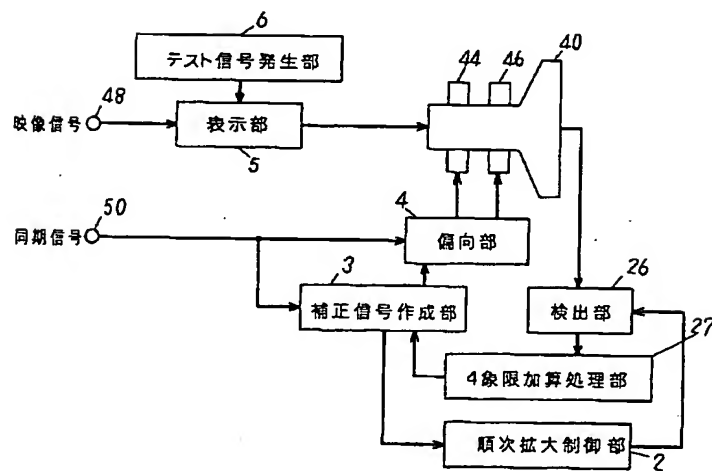 6
テスト信号発生部
44
46
40
48
映像信号
表示部
5
50
同期信号
4
偏向部
3
補正信号作成部
26
検出部
27
4象限加算処理部
順次拡大制御部
2